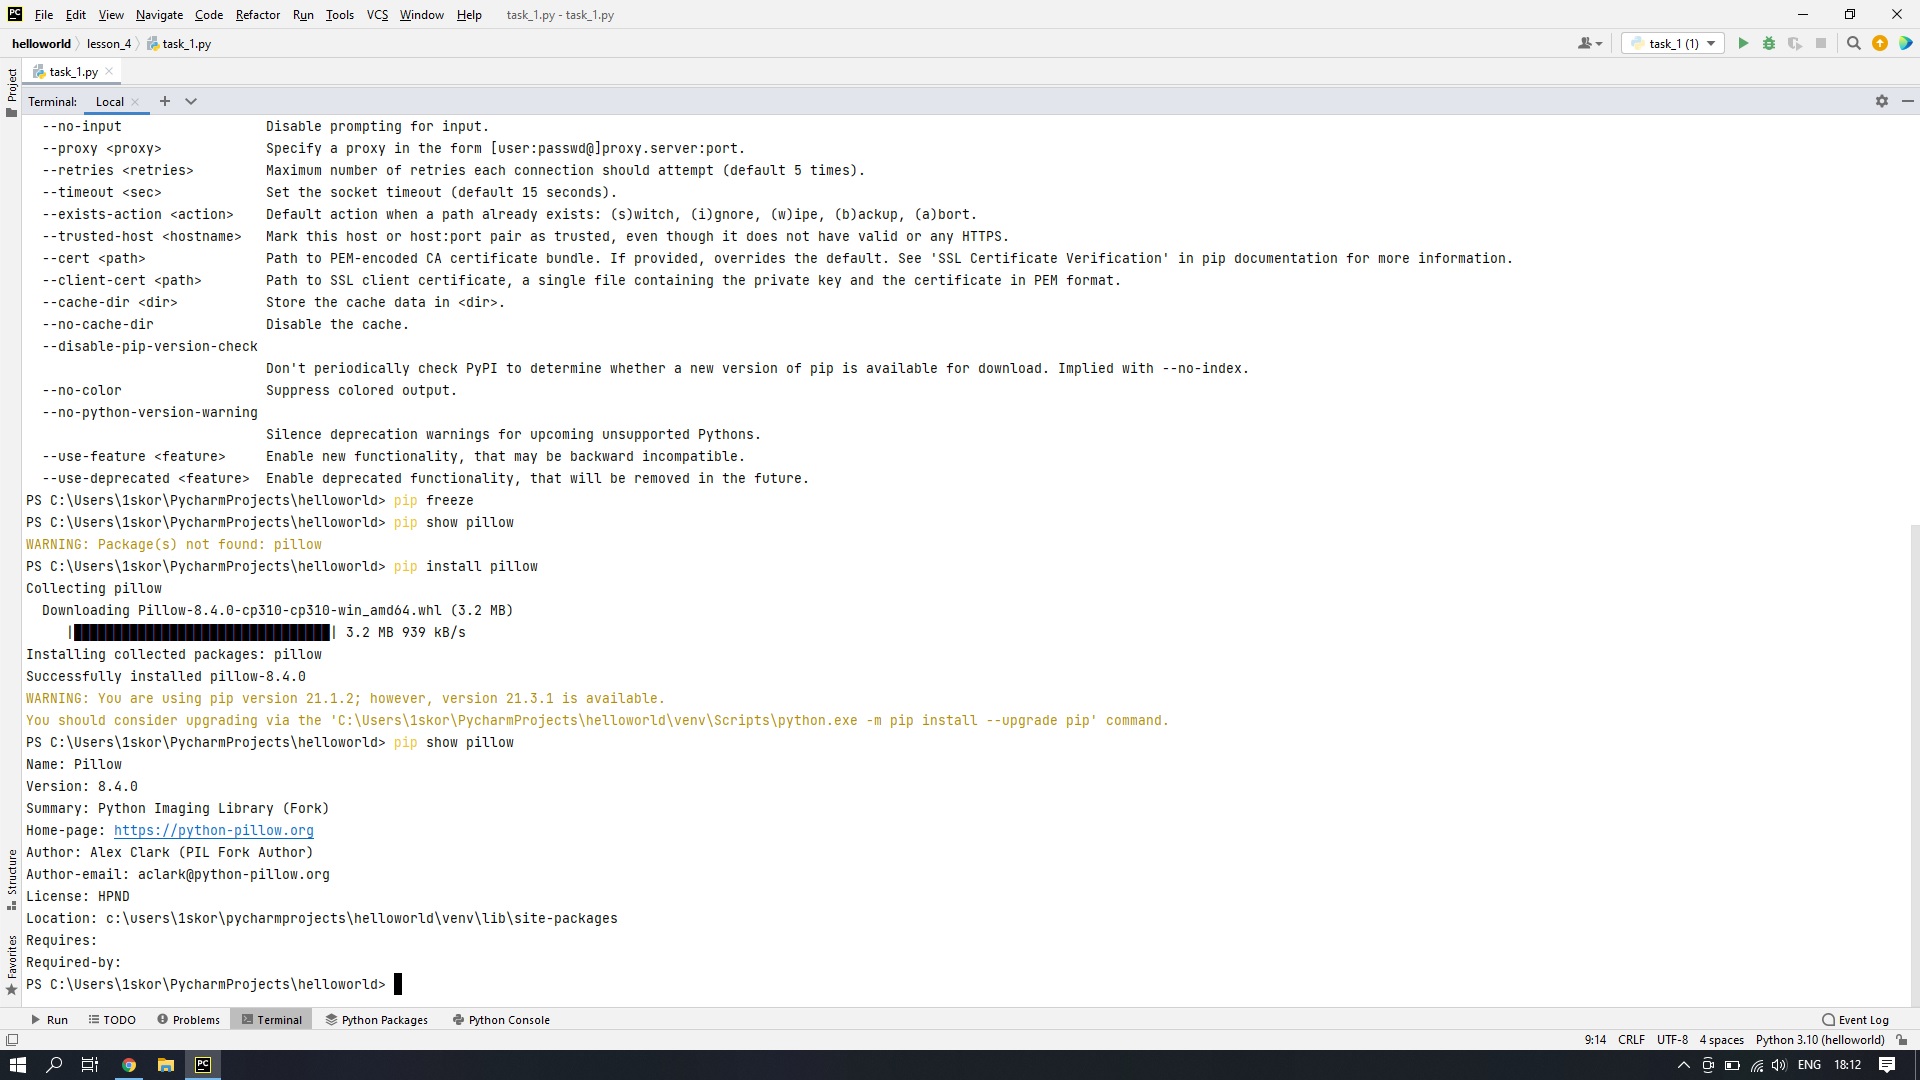 File Edit View Navigate Code Refactor Run Tools VCS Window Help task_1.py - task_1.py
helloworld lesson_4 task_1.py task_1 (1)
task_1.py
Project
Terminal: Local
--no-input Disable prompting for input.
--proxy <proxy> Specify a proxy in the form [user:passwd@]proxy.server:port.
--retries <retries> Maximum number of retries each connection should attempt (default 5 times).
--timeout <sec> Set the socket timeout (default 15 seconds).
--exists-action <action> Default action when a path already exists: (s)witch, (i)gnore, (w)ipe, (b)ackup, (a)bort.
--trusted-host <hostname> Mark this host or host:port pair as trusted, even though it does not have valid or any HTTPS.
--cert <path> Path to PEM-encoded CA certificate bundle. If provided, overrides the default. See 'SSL Certificate Verification' in pip documentation for more information.
--client-cert <path> Path to SSL client certificate, a single file containing the private key and the certificate in PEM format.
--cache-dir <dir> Store the cache data in <dir>.
--no-cache-dir Disable the cache.
--disable-pip-version-check
Don't periodically check PyPI to determine whether a new version of pip is available for download. Implied with --no-index.
--no-color Suppress colored output.
--no-python-version-warning
Silence deprecation warnings for upcoming unsupported Pythons.
--use-feature <feature> Enable new functionality, that may be backward incompatible.
--use-deprecated <feature> Enable deprecated functionality, that will be removed in the future.
PS C:\Users\1skor\PycharmProjects\helloworld> pip freeze
PS C:\Users\1skor\PycharmProjects\helloworld> pip show pillow
WARNING: Package(s) not found: pillow
PS C:\Users\1skor\PycharmProjects\helloworld> pip install pillow
Collecting pillow
Downloading Pillow-8.4.0-cp310-cp310-win_amd64.whl (3.2 MB)
|████████████████████████████████| 3.2 MB 939 kB/s
Installing collected packages: pillow
Successfully installed pillow-8.4.0
WARNING: You are using pip version 21.1.2; however, version 21.3.1 is available.
You should consider upgrading via the 'C:\Users\1skor\PycharmProjects\helloworld\venv\Scripts\python.exe -m pip install --upgrade pip' command.
PS C:\Users\1skor\PycharmProjects\helloworld> pip show pillow
Name: Pillow
Version: 8.4.0
Summary: Python Imaging Library (Fork)
Home-page: https://python-pillow.org
Author: Alex Clark (PIL Fork Author)
Author-email: aclark@python-pillow.org
License: HPND
Location: c:\users\1skor\pycharmprojects\helloworld\venv\lib\site-packages
Requires:
Required-by:
PS C:\Users\1skor\PycharmProjects\helloworld>
Structure
Favorites
Run TODO Problems Terminal Python Packages Python Console Event Log
9:14 CRLF UTF-8 4 spaces Python 3.10 (helloworld)
PC ENG 18:12